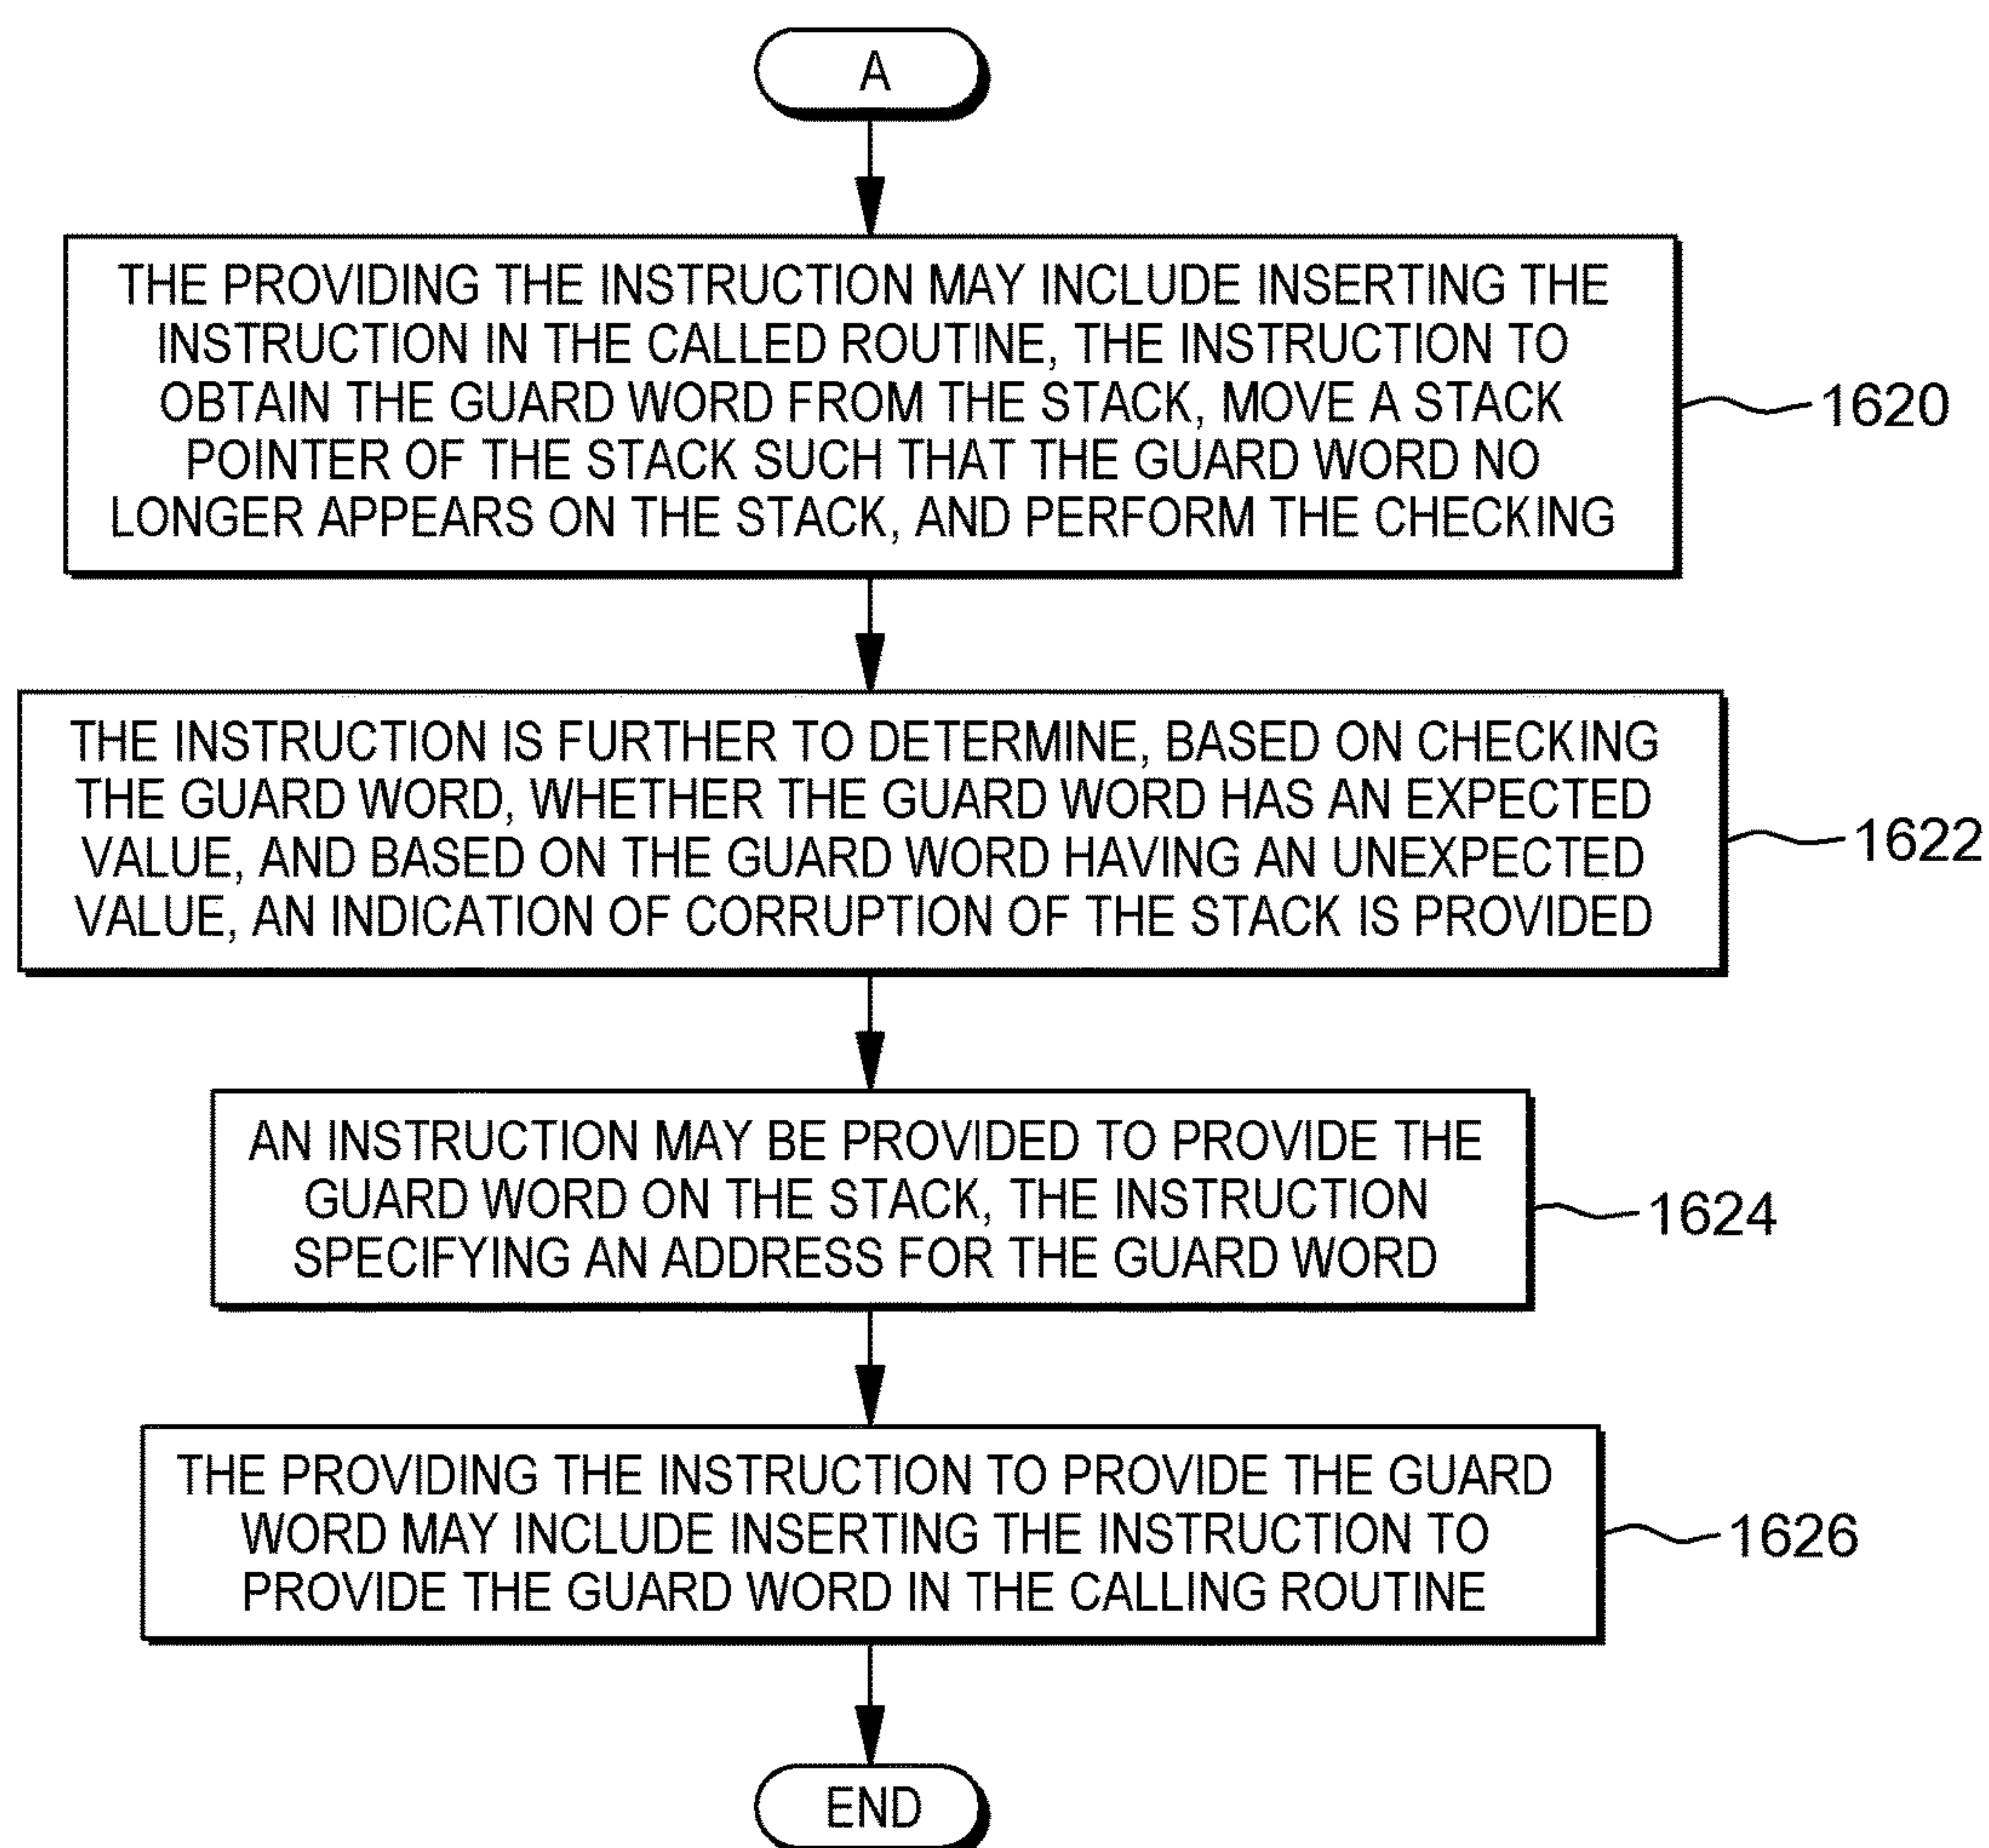 A
THE PROVIDING THE INSTRUCTION MAY INCLUDE INSERTING THE
INSTRUCTION IN THE CALLED ROUTINE, THE INSTRUCTION TO
OBTAIN THE GUARD WORD FROM THE STACK, MOVE A STACK
POINTER OF THE STACK SUCH THAT THE GUARD WORD NO
LONGER APPEARS ON THE STACK, AND PERFORM THE CHECKING
1620
THE INSTRUCTION IS FURTHER TO DETERMINE, BASED ON CHECKING
THE GUARD WORD, WHETHER THE GUARD WORD HAS AN EXPECTED
VALUE, AND BASED ON THE GUARD WORD HAVING AN UNEXPECTED
VALUE, AN INDICATION OF CORRUPTION OF THE STACK IS PROVIDED
1622
AN INSTRUCTION MAY BE PROVIDED TO PROVIDE THE
GUARD WORD ON THE STACK, THE INSTRUCTION
SPECIFYING AN ADDRESS FOR THE GUARD WORD
1624
THE PROVIDING THE INSTRUCTION TO PROVIDE THE GUARD
WORD MAY INCLUDE INSERTING THE INSTRUCTION TO
PROVIDE THE GUARD WORD IN THE CALLING ROUTINE
1626
END